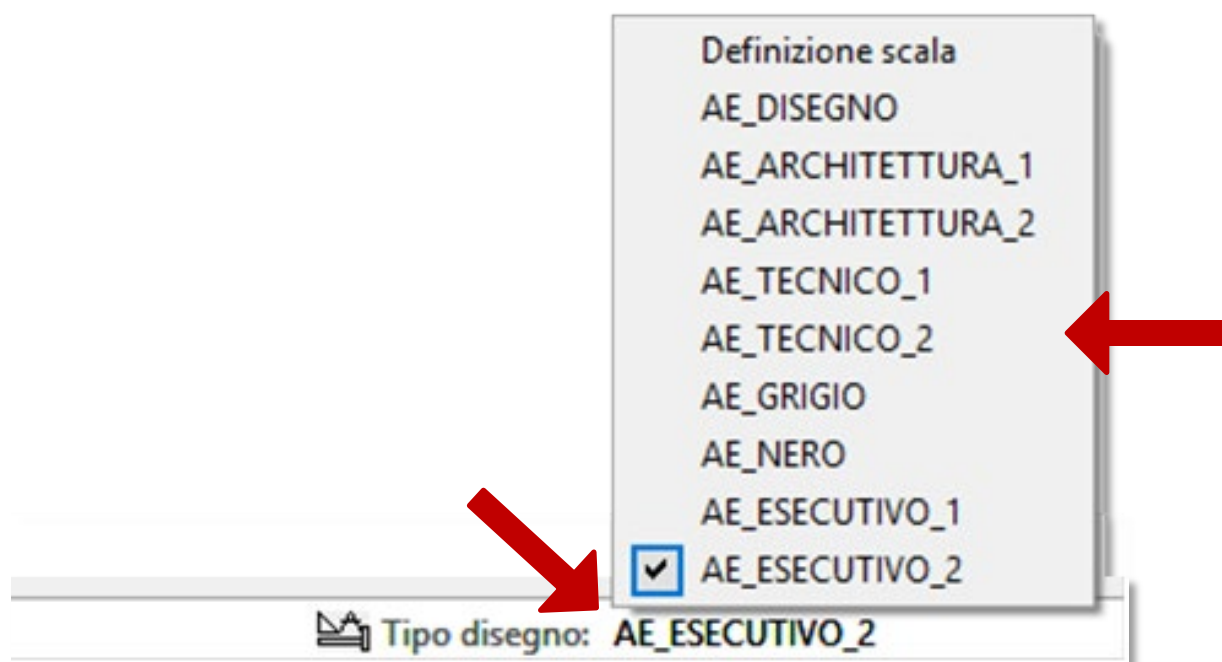 Definizione scala
AE_DISEGNO
AE_ARCHITETTURA_1
AE_ARCHITETTURA_2
AE_TECNICO_1
AE_TECNICO_2
AE_GRIGIO
AE_NERO
AE_ESECUTIVO_1
AE_ESECUTIVO_2
Tipo disegno: AE_ESECUTIVO_2